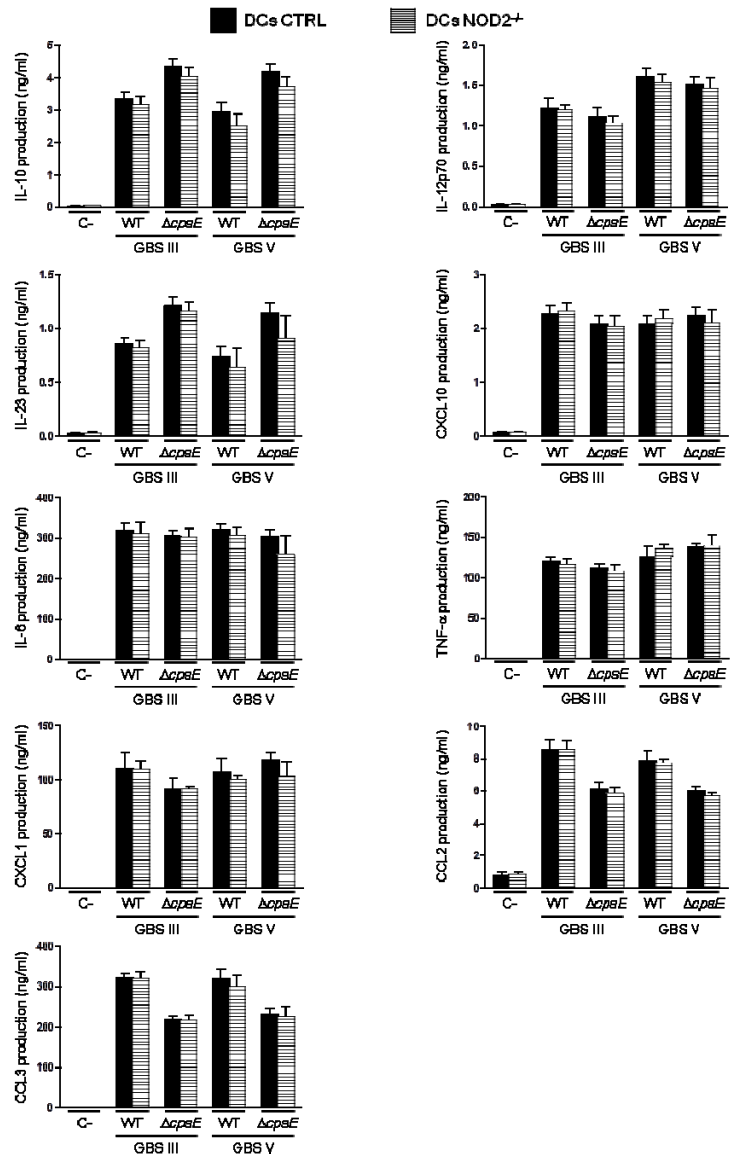 DCs CTRL DCs NOD2-/-
IL-10 production (ng/ml)
5
4
3
2
1
0
C- WT ΔcpsE WT ΔcpsE
GBS III GBS V
IL-12p70 production (ng/ml)
2.0
1.5
1.0
0.5
0.0
C- WT ΔcpsE WT ΔcpsE
GBS III GBS V
IL-23 production (ng/ml)
1.5
1.0
0.5
0.0
C- WT ΔcpsE WT ΔcpsE
GBS III GBS V
CXCL10 production (ng/ml)
3
2
1
0
C- WT ΔcpsE WT ΔcpsE
GBS III GBS V
IL-6 production (ng/ml)
400
300
200
100
0
C- WT ΔcpsE WT ΔcpsE
GBS III GBS V
TNF-α production (ng/ml)
200
150
100
50
0
C- WT ΔcpsE WT ΔcpsE
GBS III GBS V
CXCL1 production (ng/ml)
150
100
50
0
C- WT ΔcpsE WT ΔcpsE
GBS III GBS V
CCL2 production (ng/ml)
10
8
6
4
2
0
C- WT ΔcpsE WT ΔcpsE
GBS III GBS V
CCL3 production (ng/ml)
400
300
200
100
0
C- WT ΔcpsE WT ΔcpsE
GBS III GBS V